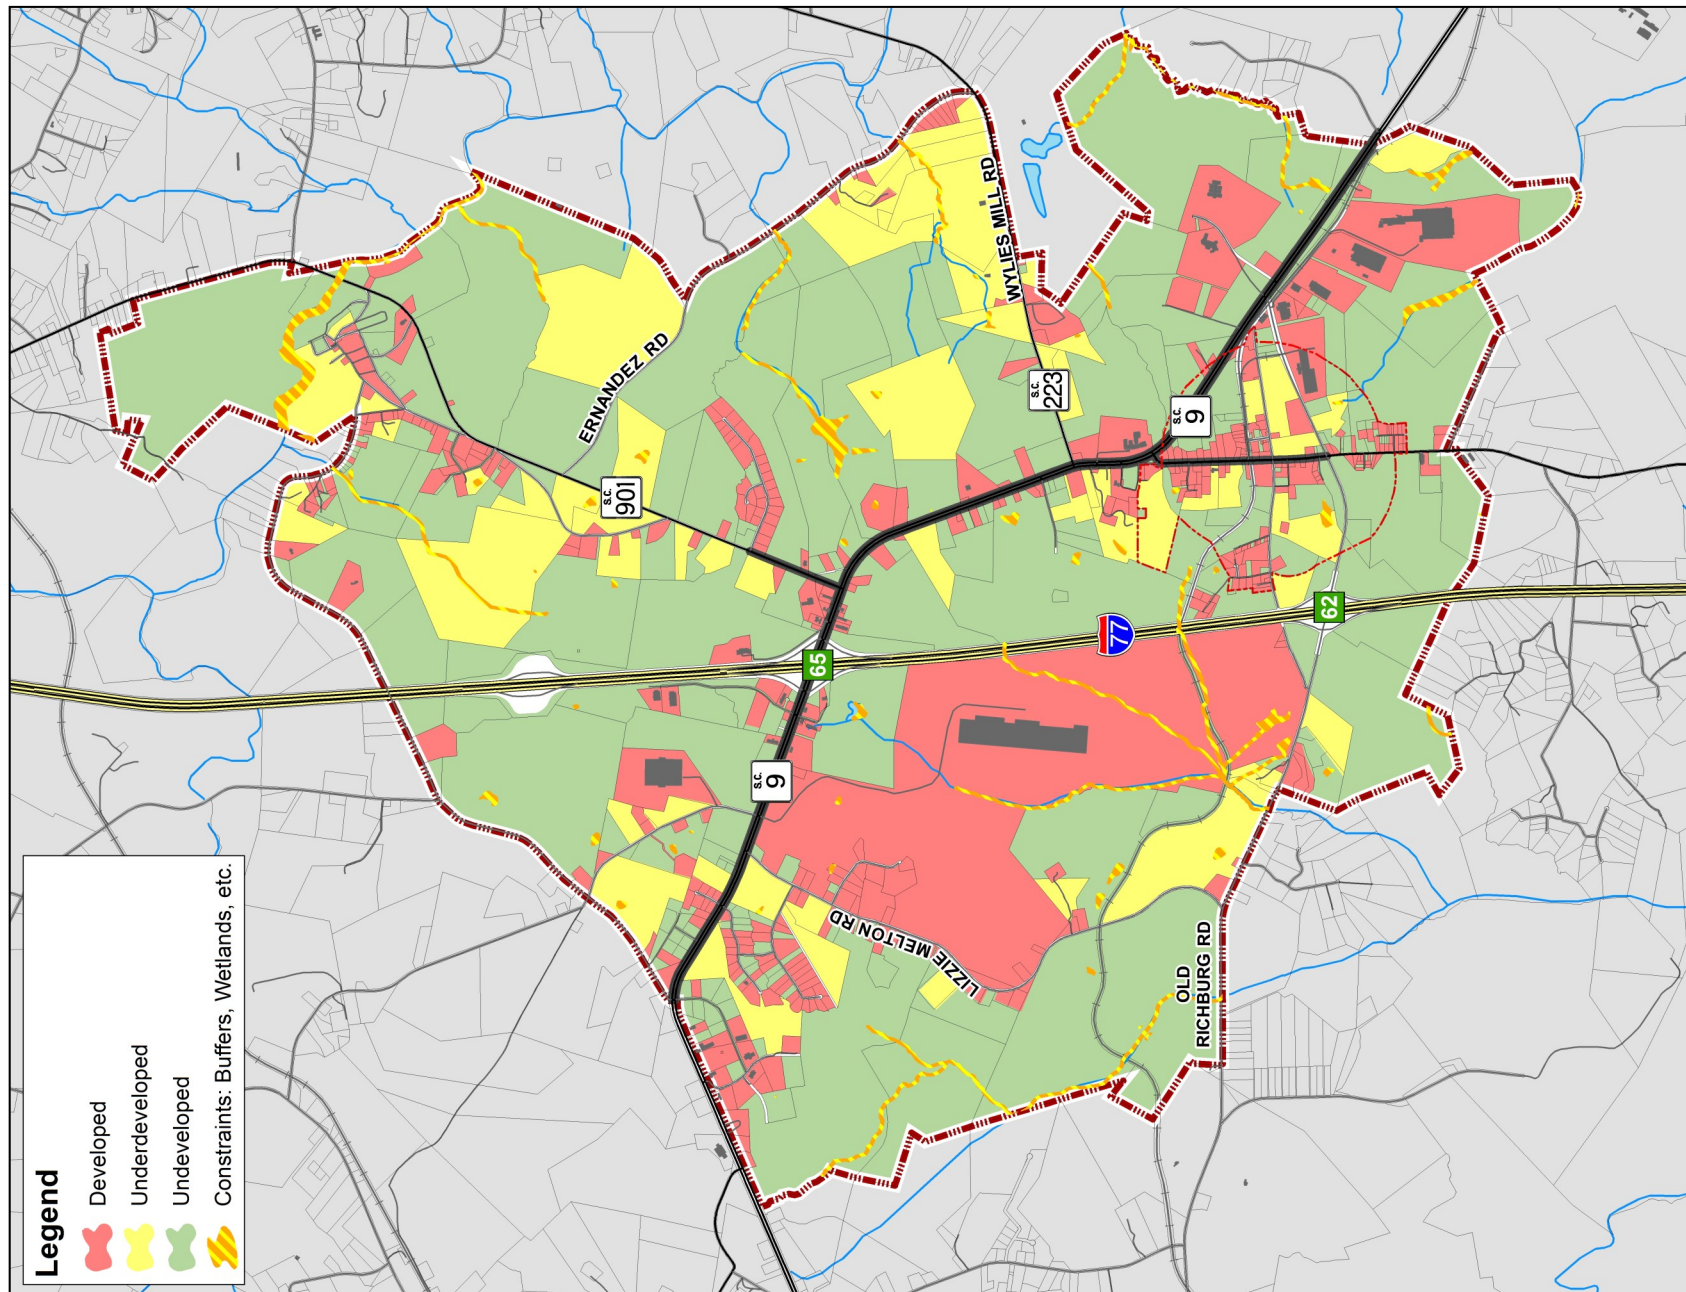 Legend
Developed
Underdeveloped
Undeveloped
Constraints: Buffers, Wetlands, etc.
S.C.
901
ERNANDEZ RD
WYLIES MILL RD
S.C.
223
S.C.
9
65
77
62
S.C.
9
LIZZIE MELTON RD
OLD
RICHBURG RD